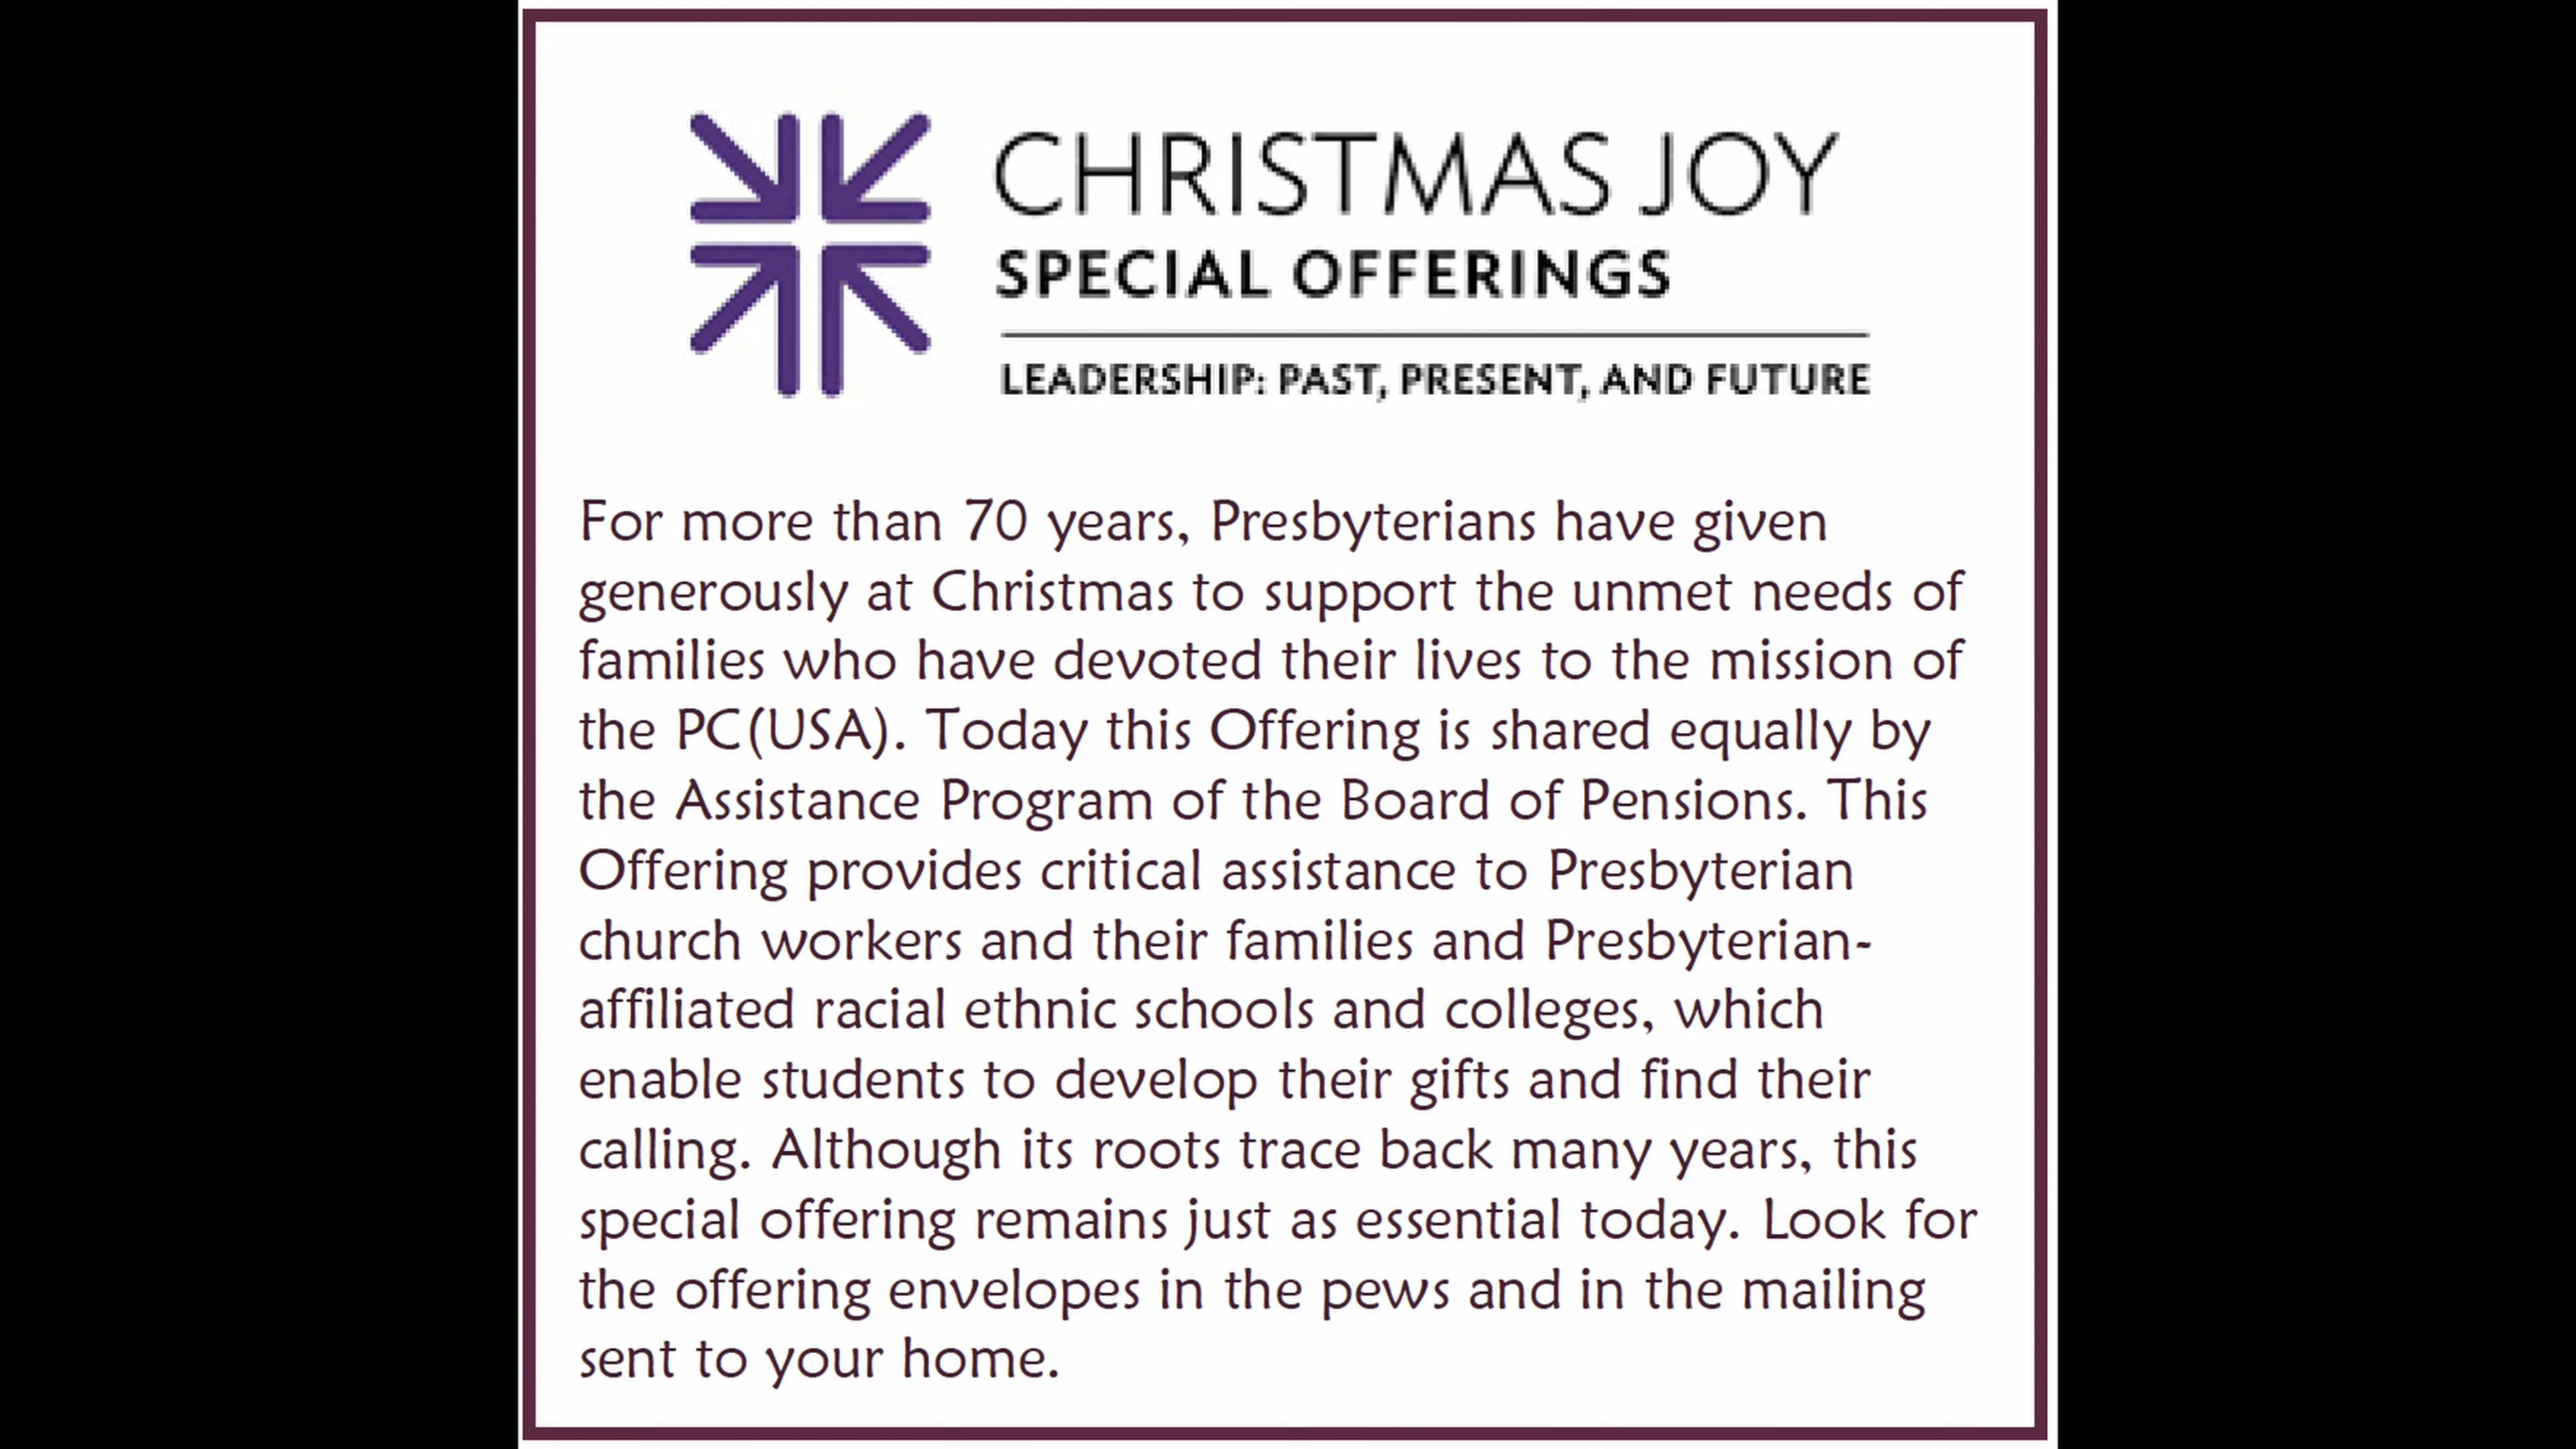 CHRISTMAS JOY
SPECIAL OFFERINGS
LEADERSHIP: PAST, PRESENT, AND FUTURE
For more than 70 years, Presbyterians have given
generously at Christmas to support the unmet needs of
families who have devoted their lives to the mission of
the PC(USA). Today this Offering is shared equally by
the Assistance Program of the Board of Pensions. This
Offering provides critical assistance to Presbyterian
church workers and their families and Presbyterian-
affiliated racial ethnic schools and colleges, which
enable students to develop their gifts and find their
calling. Although its roots trace back many years, this
special offering remains just as essential today. Look for
the offering envelopes in the pews and in the mailing
sent to your home.